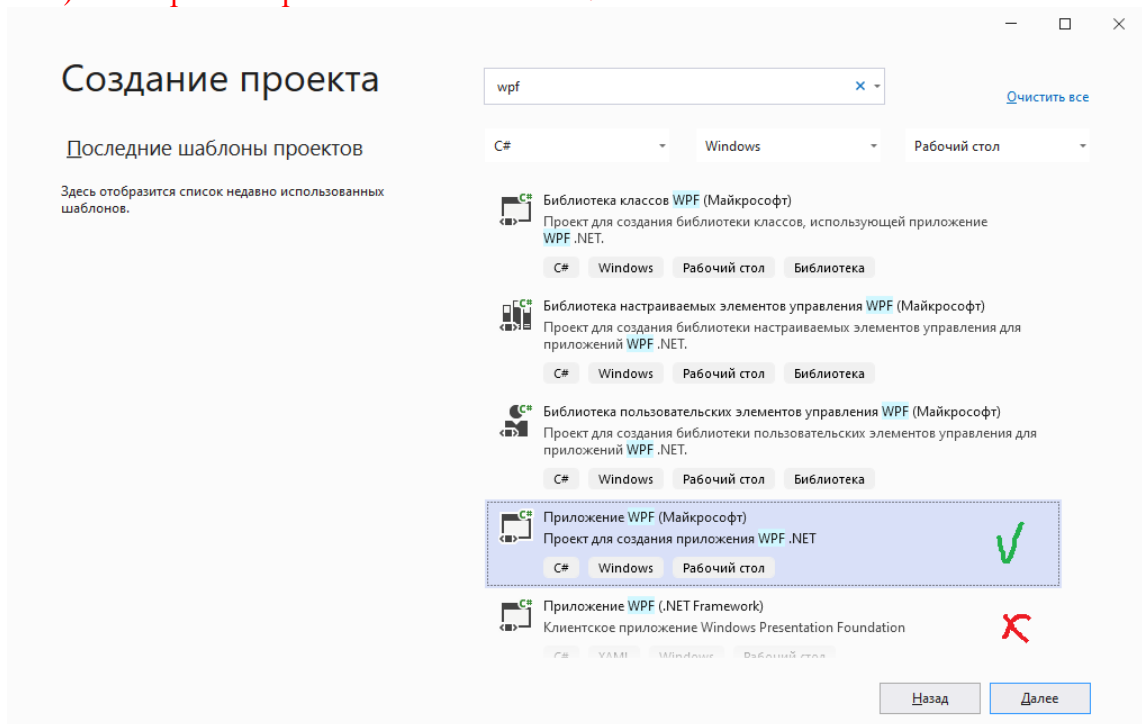 Создание проекта
wpf
Очистить все
Последние шаблоны проектов
C#
Windows
Рабочий стол
Здесь отобразится список недавно использованных
шаблонов.
Библиотека классов WPF (Майкрософт)
Проект для создания библиотеки классов, использующей приложение
WPF .NET.
C# Windows Рабочий стол Библиотека
Библиотека настраиваемых элементов управления WPF (Майкрософт)
Проект для создания библиотеки настраиваемых элементов управления для
приложений WPF .NET.
C# Windows Рабочий стол Библиотека
Библиотека пользовательских элементов управления WPF (Майкрософт)
Проект для создания библиотеки пользовательских элементов управления для
приложений WPF .NET.
C# Windows Рабочий стол Библиотека
Приложение WPF (Майкрософт)
Проект для создания приложения WPF .NET
C# Windows Рабочий стол
Приложение WPF (.NET Framework)
Клиентское приложение Windows Presentation Foundation
C# XAML Windows Рабочий стол
Назад
Далее